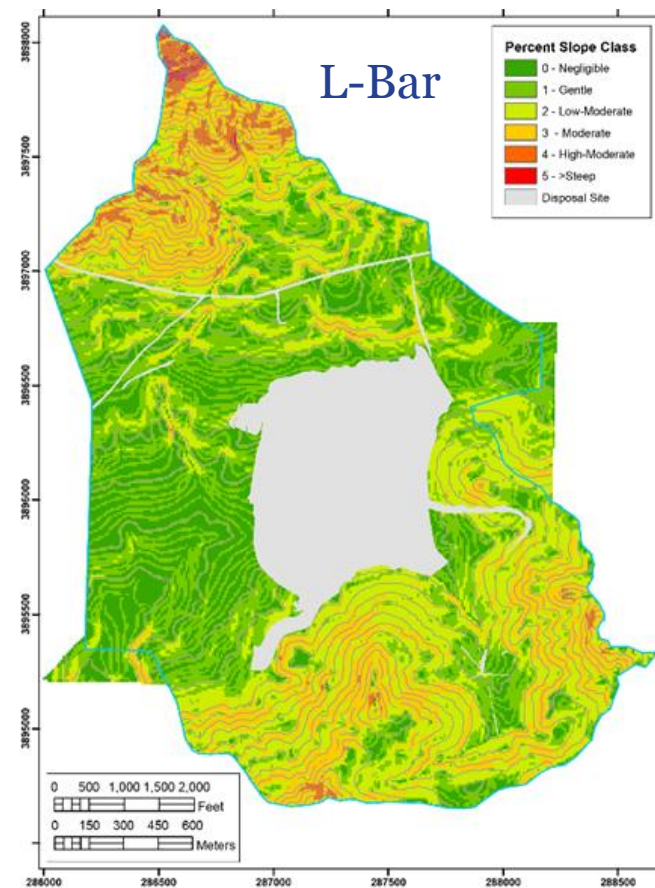 L-Bar
Percent Slope Class
0 - Negligible
1 - Gentle
2 - Low-Moderate
3 - Moderate
4 - High-Moderate
5 - >Steep
Disposal Site
3898000
3897500
3897000
3896500
3896000
3895500
3895000
0 500 1,000 1,500 2,000
Feet
0 150 300 450 600
Meters
286000 286500 287000 287500 288000 288500